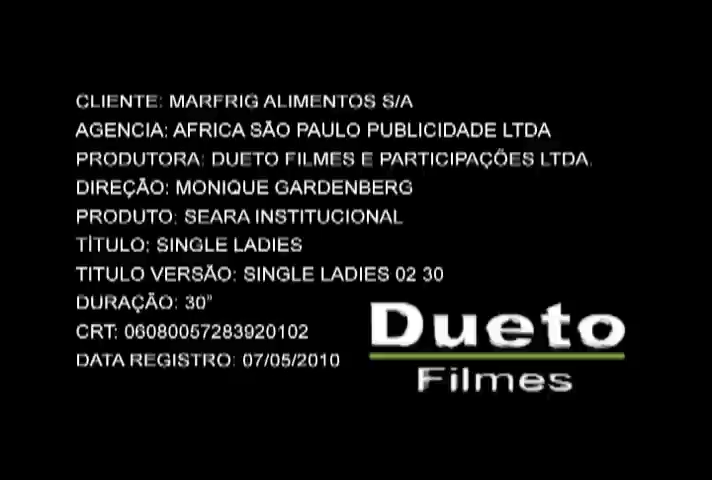 CLIENTE: MARFRIG ALIMENTOS S/A
AGENCIA: AFRICA SÃO PAULO PUBLICIDADE LTDA
PRODUTORA: DUETO FILMES E PARTICIPAÇÕES LTDA.
DIREÇÃO: MONIQUE GARDENBERG
PRODUTO: SEARA INSTITUCIONAL
TÍTULO: SINGLE LADIES
TITULO VERSÃO: SINGLE LADIES 02 30
DURAÇÃO: 30”
CRT: 06080057283920102
DATA REGISTRO: 07/05/2010
Dueto
Filmes